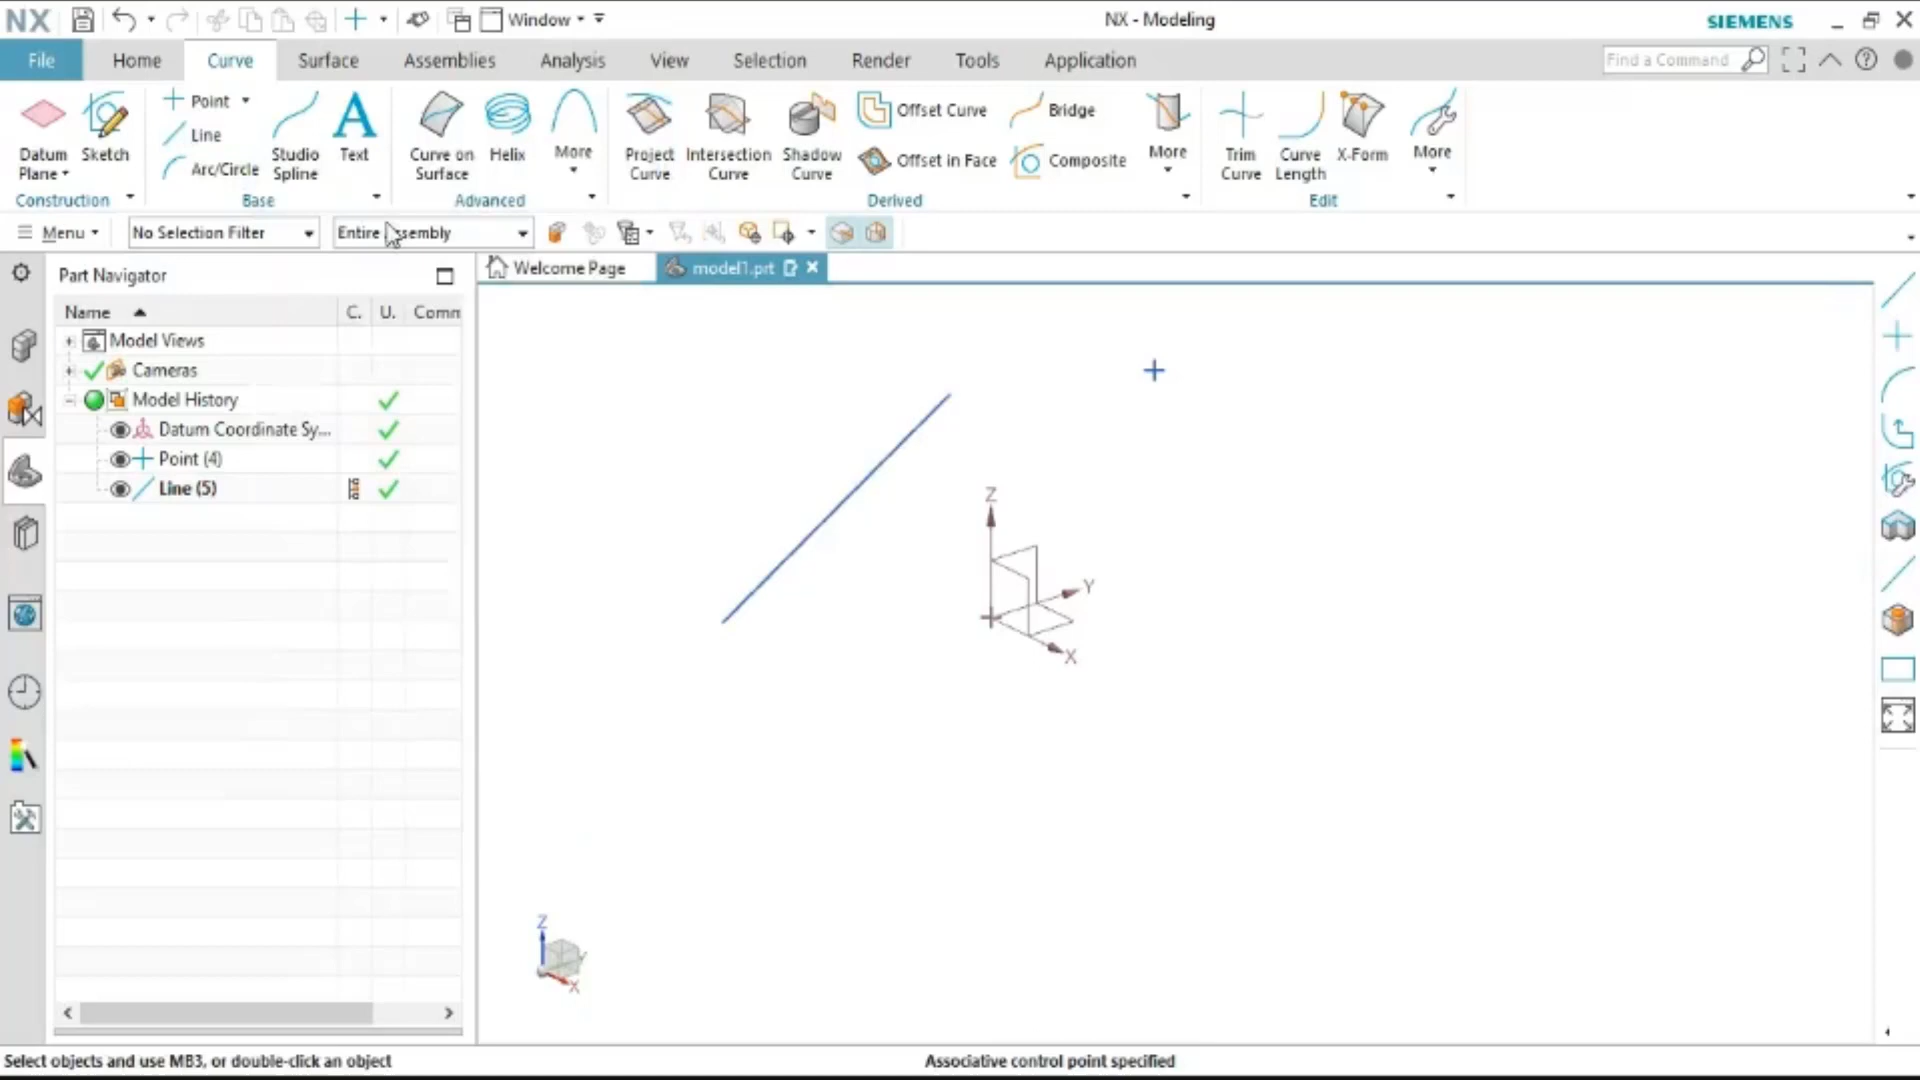 NX Window NX - Modeling SIEMENS
File Home Curve Surface Assemblies Analysis View Selection Render Tools Application Find a Command
Point
Line
Arc/Circle
Datum Plane
Sketch
Studio Spline
Text
Curve on Surface
Helix
More
Project Curve
Intersection Curve
Shadow Curve
Offset Curve
Offset in Face
Bridge
Composite
More
Trim Curve
Curve Length
X-Form
More
Construction Base Advanced Derived Edit
Menu No Selection Filter
Part Navigator
Welcome Page model1.prt
Name C. U. Comm
Model Views
Cameras
Model History
Datum Coordinate Sy...
Point (4)
Line (5)
Z
Y
X
Z
X
Select objects and use MB3, or double-click an object Associative control point specified